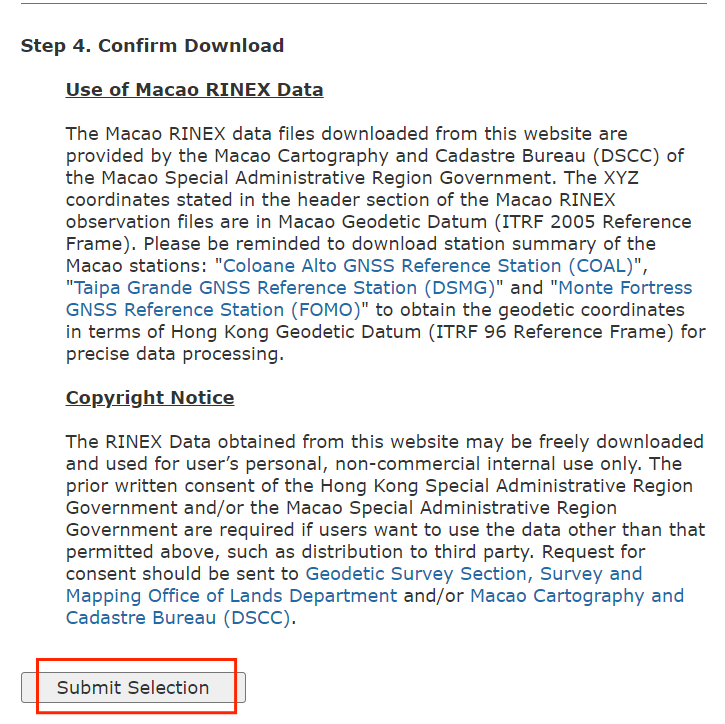 Step 4. Confirm Download
Use of Macao RINEX Data
The Macao RINEX data files downloaded from this website are
provided by the Macao Cartography and Cadastre Bureau (DSCC) of
the Macao Special Administrative Region Government. The XYZ
coordinates stated in the header section of the Macao RINEX
observation files are in Macao Geodetic Datum (ITRF 2005 Reference
Frame). Please be reminded to download station summary of the
Macao stations: "Coloane Alto GNSS Reference Station (COAL)",
"Taipa Grande GNSS Reference Station (DSMG)" and "Monte Fortress
GNSS Reference Station (FOMO)" to obtain the geodetic coordinates
in terms of Hong Kong Geodetic Datum (ITRF 96 Reference Frame) for
precise data processing.
Copyright Notice
The RINEX Data obtained from this website may be freely downloaded
and used for user’s personal, non-commercial internal use only. The
prior written consent of the Hong Kong Special Administrative Region
Government and/or the Macao Special Administrative Region
Government are required if users want to use the data other than that
permitted above, such as distribution to third party. Request for
consent should be sent to Geodetic Survey Section, Survey and
Mapping Office of Lands Department and/or Macao Cartography and
Cadastre Bureau (DSCC).
Submit Selection